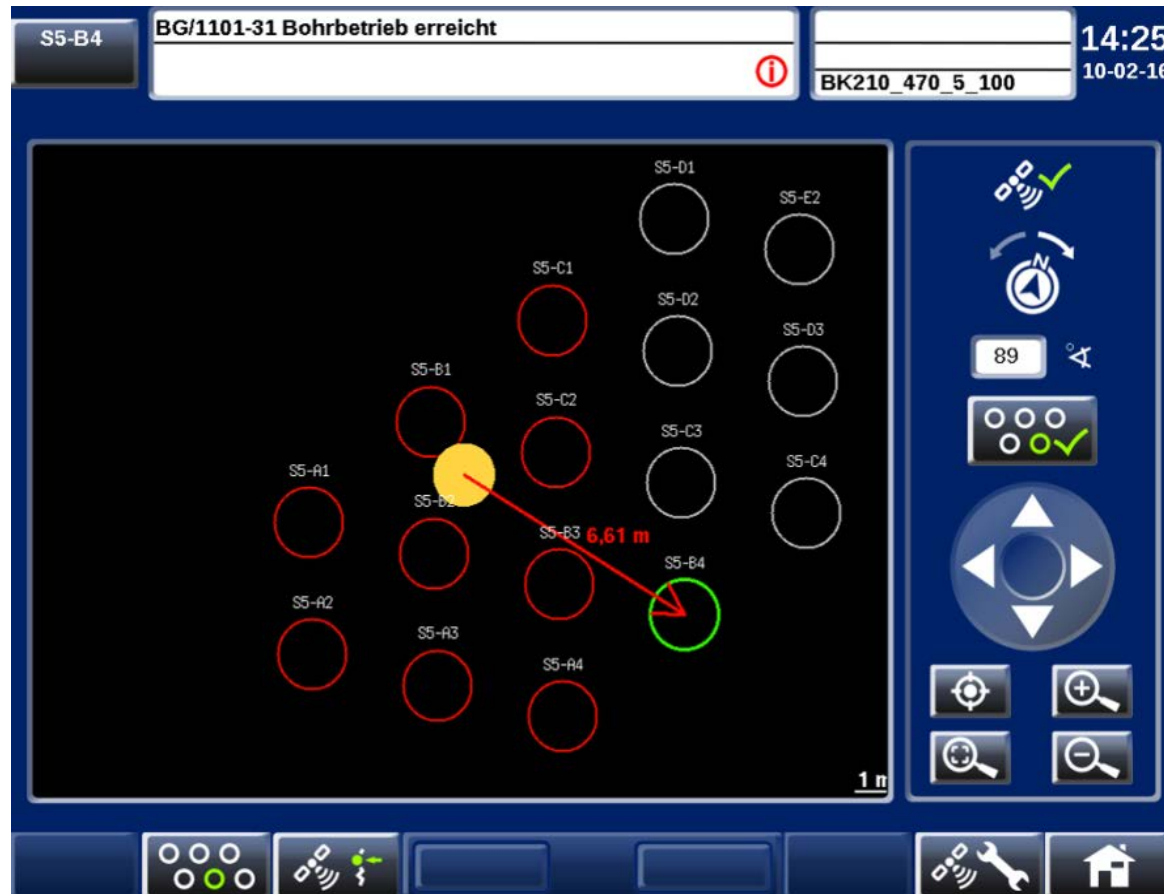 S5-B4
BG/1101-31 Bohrbetrieb erreicht
BK210_470_5_100
14:25
10-02-16
S5-D1
S5-E2
S5-C1
S5-D2
S5-D3
S5-B1
S5-C2
S5-C3
S5-C4
S5-A1
S5-B2
S5-B3
6,61 m
S5-B4
S5-A2
S5-A3
S5-A4
1 m
N
89